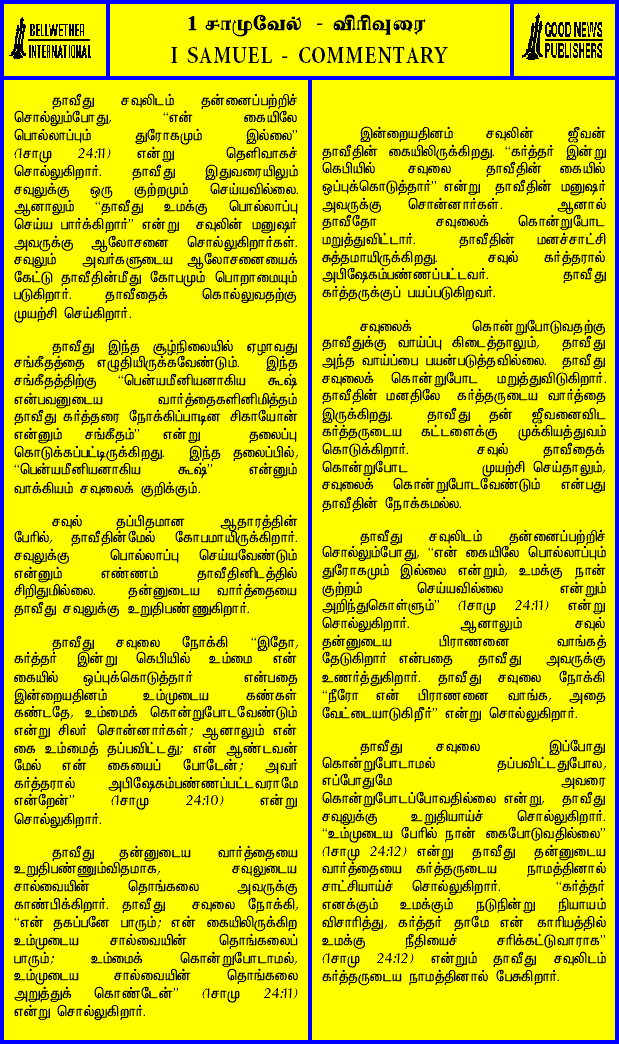 BELLWETHER
INTERNATIONAL
1 சாமுவேல் - விரிவுரை
I SAMUEL - COMMENTARY
GOOD NEWS
PUBLISHERS
தாவீது சவுலிடம் தன்னைப்பற்றிச்
சொல்லும்போது, "என் கையிலே
பொல்லாப்பும் துரோகமும் இல்லை"
(1சாமு 24:11) என்று தெளிவாகச்
சொல்லுகிறார். தாவீது இதுவரையிலும்
சவுலுக்கு ஒரு குற்றமும் செய்யவில்லை.
ஆனாலும் "தாவீது உமக்கு பொல்லாப்பு
செய்ய பார்க்கிறார்" என்று சவுலின் மனுஷர்
அவருக்கு ஆலோசனை சொல்லுகிறார்கள்.
சவுலும் அவர்களுடைய ஆலோசனையைக்
கேட்டு தாவீதின்மீது கோபமும் பொறாமையும்
படுகிறார். தாவீதைக் கொல்லுவதற்கு
முயற்சி செய்கிறார்.
தாவீது இந்த சூழ்நிலையில் ஏழாவது
சங்கீதத்தை எழுதியிருக்கவேண்டும். இந்த
சங்கீதத்திற்கு "பென்யமீனியனாகிய கூஷ்
என்பவனுடைய வார்த்தைகளினிமித்தம்
தாவீது கர்த்தரை நோக்கிப்பாடின சிகாயோன்
என்னும் சங்கீதம்" என்று தலைப்பு
கொடுக்கப்பட்டிருக்கிறது. இந்த தலைப்பில்,
"பென்யமீனியனாகிய கூஷ்" என்னும்
வாக்கியம் சவுலைக் குறிக்கும்.
சவுல் தப்பிதமான ஆதாரத்தின்
பேரில், தாவீதின்மேல் கோபமாயிருக்கிறார்.
சவுலுக்கு பொல்லாப்பு செய்யவேண்டும்
என்னும் எண்ணம் தாவீதினிடத்தில்
சிறிதுமில்லை. தன்னுடைய வார்த்தையை
தாவீது சவுலுக்கு உறுதிபண்ணுகிறார்.
தாவீது சவுலை நோக்கி "இதோ,
கர்த்தர் இன்று கெபியில் உம்மை என்
கையில் ஒப்புக்கொடுத்தார் என்பதை
இன்றையதினம் உம்முடைய கண்கள்
கண்டதே, உம்மைக் கொன்றுபோடவேண்டும்
என்று சிலர் சொன்னார்கள்; ஆனாலும் என்
கை உம்மைத் தப்பவிட்டது; என் ஆண்டவன்
மேல் என் கையைப் போடேன்; அவர்
கர்த்தரால் அபிஷேகம்பண்ணப்பட்டவராமே
என்றேன்" (1சாமு 24:10) என்று
சொல்லுகிறார்.
தாவீது தன்னுடைய வார்த்தையை
உறுதிபண்ணும்விதமாக, சவுலுடைய
சால்வையின் தொங்கலை அவருக்கு
காண்பிக்கிறார். தாவீது சவுலை நோக்கி,
"என் தகப்பனே பாரும்; என் கையிலிருக்கிற
உம்முடைய சால்வையின் தொங்கலைப்
பாரும்; உம்மைக் கொன்றுபோடாமல்,
உம்முடைய சால்வையின் தொங்கலை
அறுத்துக் கொண்டேன்" (1சாமு 24:11)
என்று சொல்லுகிறார்.
இன்றையதினம் சவுலின் ஜீவன்
தாவீதின் கையிலிருக்கிறது. "கர்த்தர் இன்று
கெபியில் சவுலை தாவீதின் கையில்
ஒப்புக்கொடுத்தார்" என்று தாவீதின் மனுஷர்
அவருக்கு சொன்னார்கள். ஆனால்
தாவீதோ சவுலைக் கொன்றுபோட
மறுத்துவிட்டார். தாவீதின் மனச்சாட்சி
சுத்தமாயிருக்கிறது. சவுல் கர்த்தரால்
அபிஷேகம்பண்ணப்பட்டவர். தாவீது
கர்த்தருக்குப் பயப்படுகிறவர்.
சவுலைக் கொன்றுபோடுவதற்கு
தாவீதுக்கு வாய்ப்பு கிடைத்தாலும், தாவீது
அந்த வாய்ப்பை பயன்படுத்தவில்லை. தாவீது
சவுலைக் கொன்றுபோட மறுத்துவிடுகிறார்.
தாவீதின் மனதிலே கர்த்தருடைய வார்த்தை
இருக்கிறது. தாவீது தன் ஜீவனைவிட
கர்த்தருடைய கட்டளைக்கு முக்கியத்துவம்
கொடுக்கிறார். சவுல் தாவீதைக்
கொன்றுபோட முயற்சி செய்தாலும்,
சவுலைக் கொன்றுபோடவேண்டும் என்பது
தாவீதின் நோக்கமல்ல.
தாவீது சவுலிடம் தன்னைப்பற்றிச்
சொல்லும்போது, "என் கையிலே பொல்லாப்பும்
துரோகமும் இல்லை என்றும், உமக்கு நான்
குற்றம் செய்யவில்லை என்றும்
அறிந்துகொள்ளும்" (1சாமு 24:11) என்று
சொல்லுகிறார். ஆனாலும் சவுல்
தன்னுடைய பிராணனை வாங்கத்
தேடுகிறார் என்பதை தாவீது அவருக்கு
உணர்த்துகிறார். தாவீது சவுலை நோக்கி
"நீரோ என் பிராணனை வாங்க, அதை
வேட்டையாடுகிறீர்" என்று சொல்லுகிறார்.
தாவீது சவுலை இப்போது
கொன்றுபோடாமல் தப்பவிட்டதுபோல,
எப்போதுமே அவரை
கொன்றுபோடப்போவதில்லை என்று, தாவீது
சவுலுக்கு உறுதியாய்ச் சொல்லுகிறார்.
"உம்முடைய பேரில் நான் கைபோடுவதில்லை"
(1சாமு 24:12) என்று தாவீது தன்னுடைய
வார்த்தையை கர்த்தருடைய நாமத்தினால்
சாட்சியாய்ச் சொல்லுகிறார். "கர்த்தர்
எனக்கும் உமக்கும் நடுநின்று நியாயம்
விசாரித்து, கர்த்தர் தாமே என் காரியத்தில்
உமக்கு நீதியைச் சரிக்கட்டுவாராக"
(1சாமு 24:12) என்றும் தாவீது சவுலிடம்
கர்த்தருடைய நாமத்தினால் பேசுகிறார்.